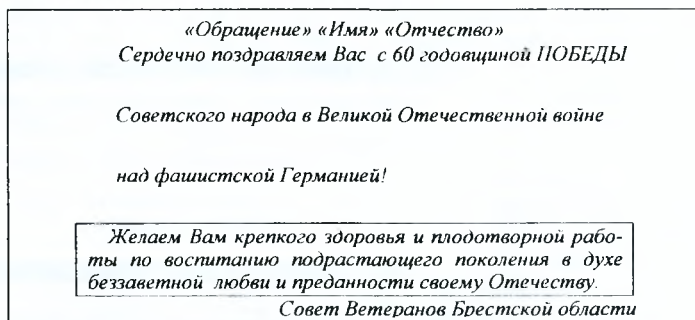 «Обращение» «Имя» «Отчество»
Сердечно поздравляем Вас с 60 годовщиной ПОБЕДЫ
Советского народа в Великой Отечественной войне
над фашистской Германией!
Желаем Вам крепкого здоровья и плодотворной рабо-
ты по воспитанию подрастающего поколения в духе
беззаветной любви и преданности своему Отечеству.
Совет Ветеранов Брестской области